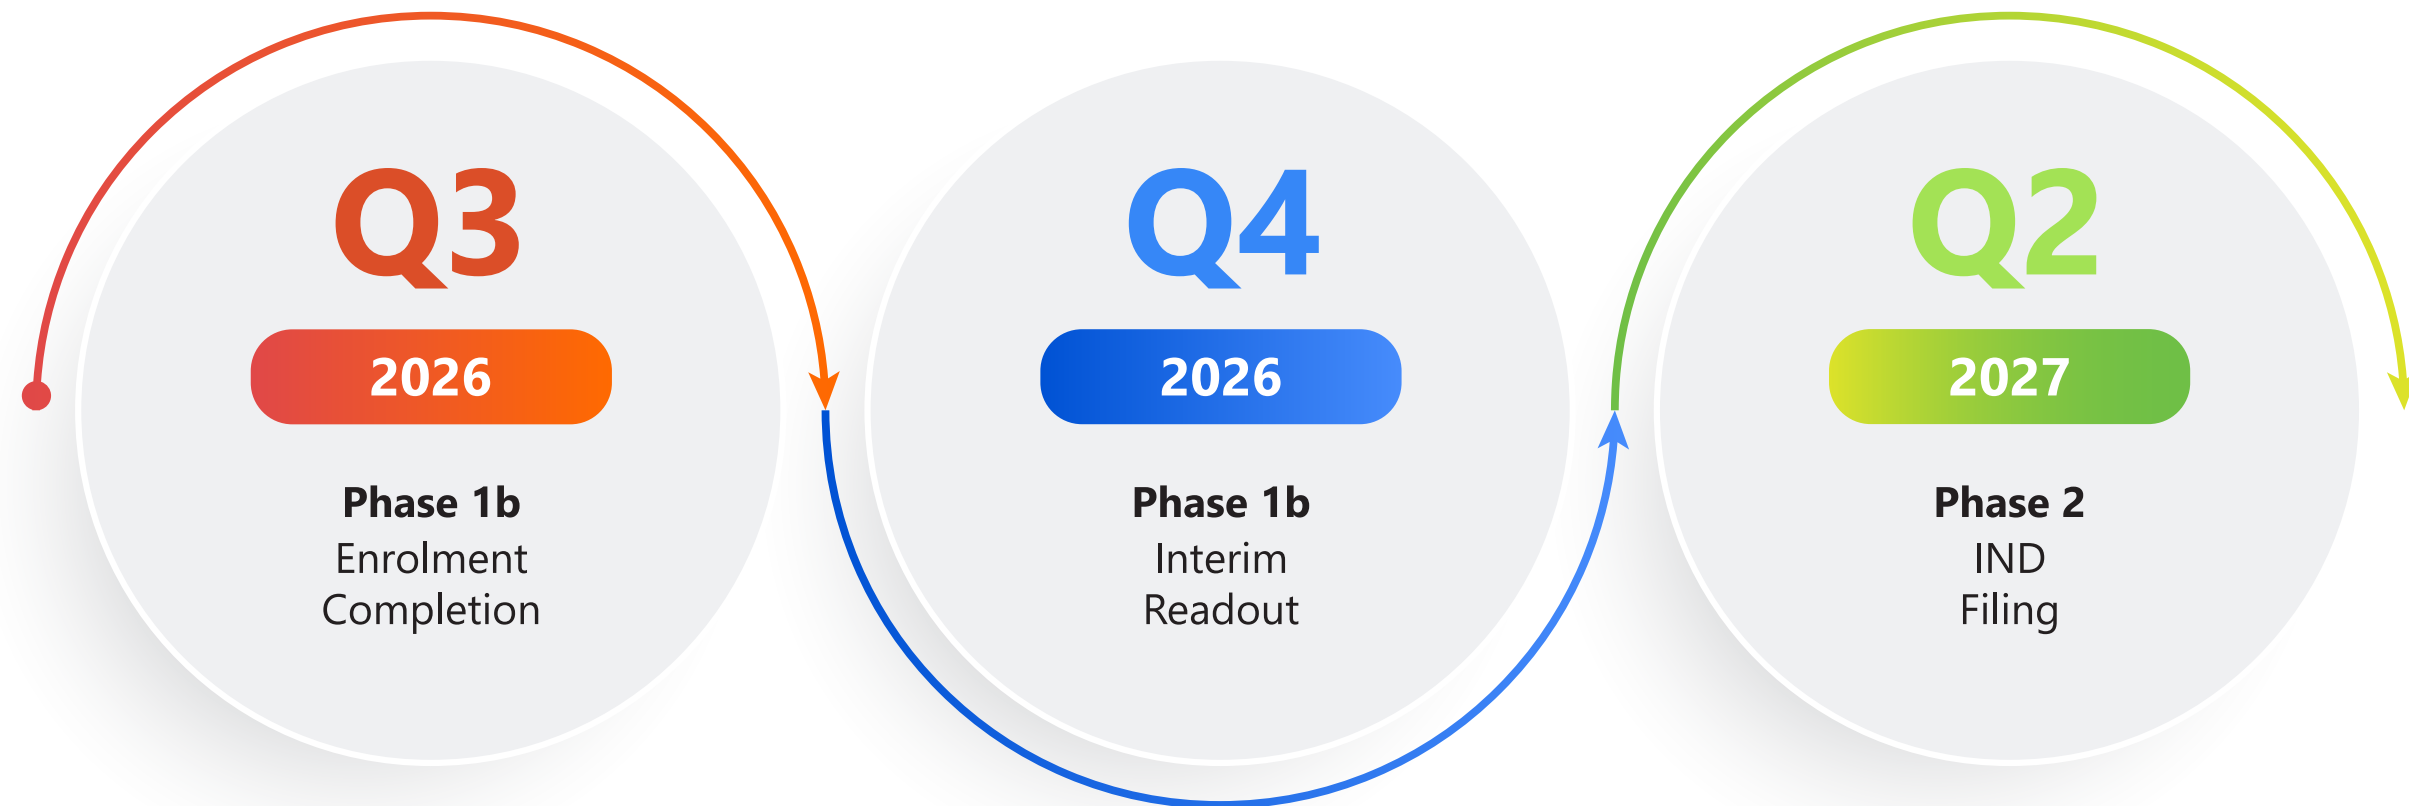 Q3
2026
Phase 1b
Enrolment
Completion
Q4
2026
Phase 1b
Interim
Readout
Q2
2027
Phase 2
IND
Filing